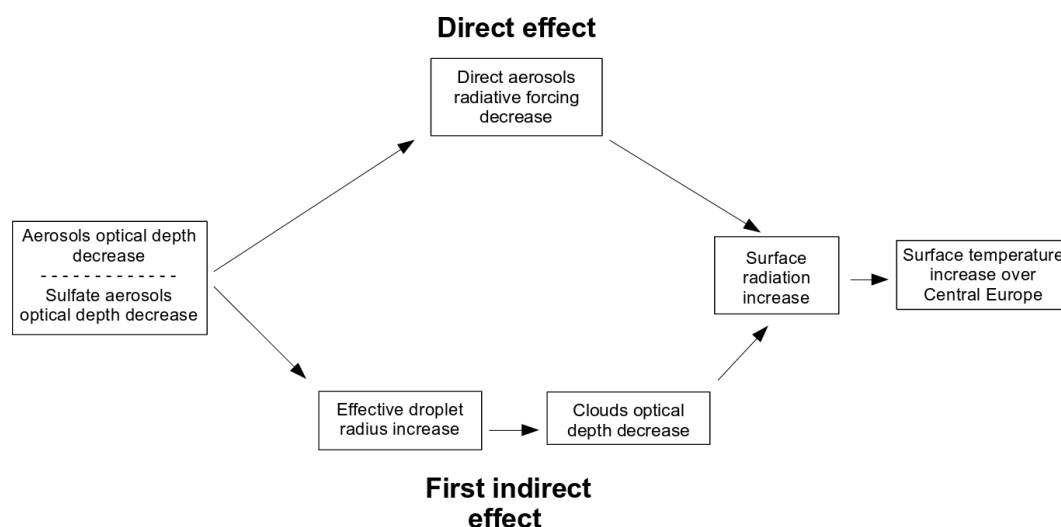 Direct effect
Direct aerosols
radiative forcing
decrease
Aerosols optical depth
decrease
- - - - - - - - - - - - -
Sulfate aerosols
optical depth decrease
Surface
radiation
increase
Surface temperature
increase over
Central Europe
Effective droplet
radius increase
Clouds optical
depth decrease
First indirect
effect